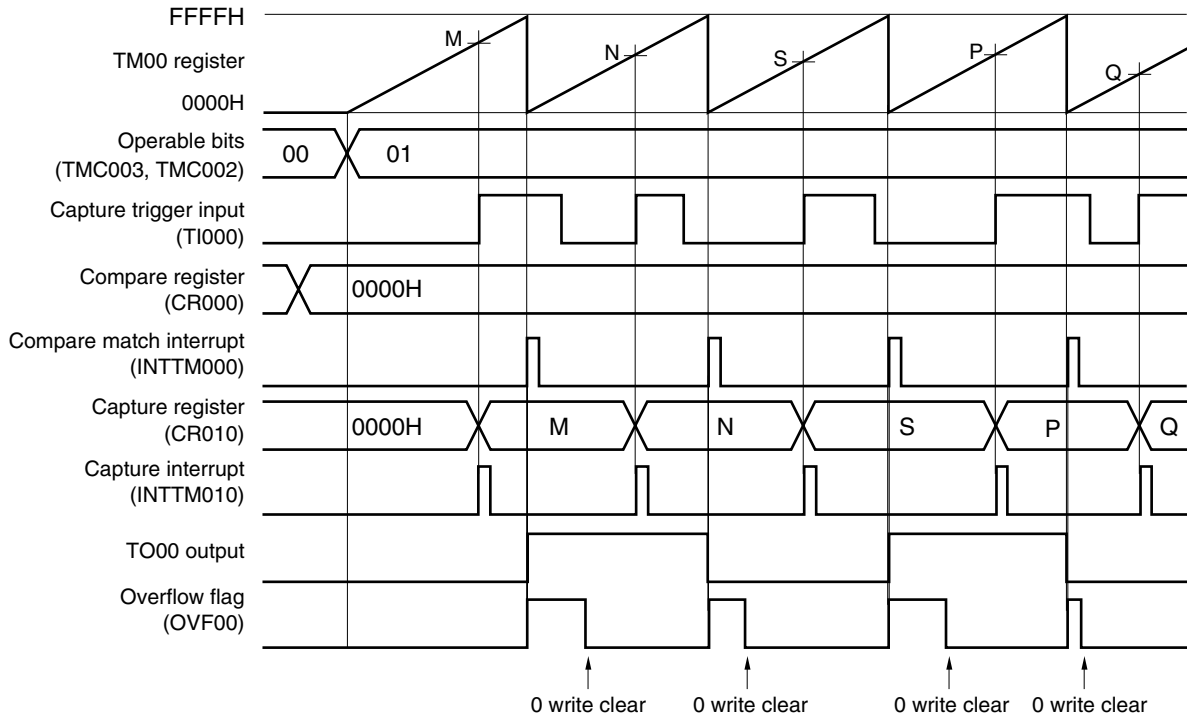 FFFFH
TM00 register
0000H
M N S P Q
Operable bits
(TMC003, TMC002)
00 01
Capture trigger input
(TI000)
Compare register
(CR000)
0000H
Compare match interrupt
(INTTM000)
Capture register
(CR010)
0000H M N S P Q
Capture interrupt
(INTTM010)
TO00 output
Overflow flag
(OVF00)
0 write clear 0 write clear 0 write clear 0 write clear